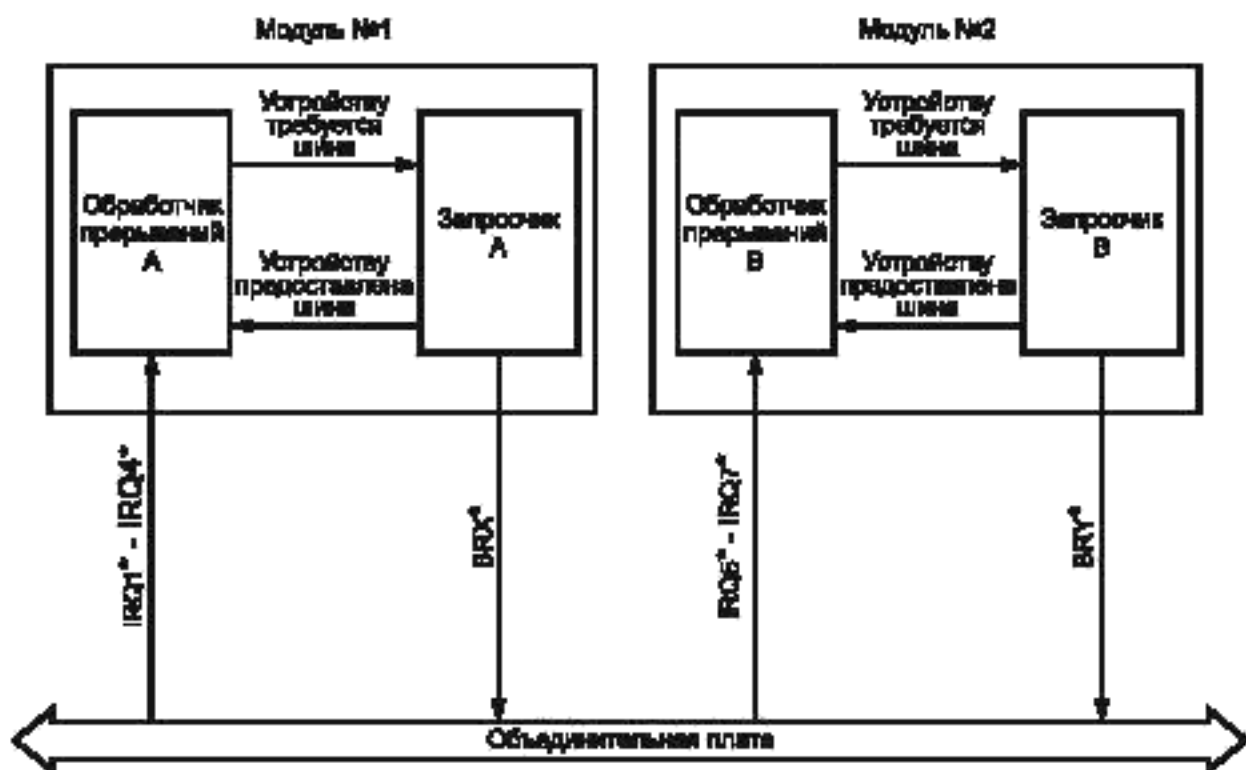 Модуль №1
Модуль №2
Устройству
требуется
шина
Обработчик
прерываний
A
Запросчик
A
Устройству
предоставлена
шина
Устройству
требуется
шина
Обработчик
прерываний
B
Запросчик
B
Устройству
предоставлена
шина
IRQ1* - IRQ4*
BRX*
- IRQ7*
BRY*
Объединительная плата